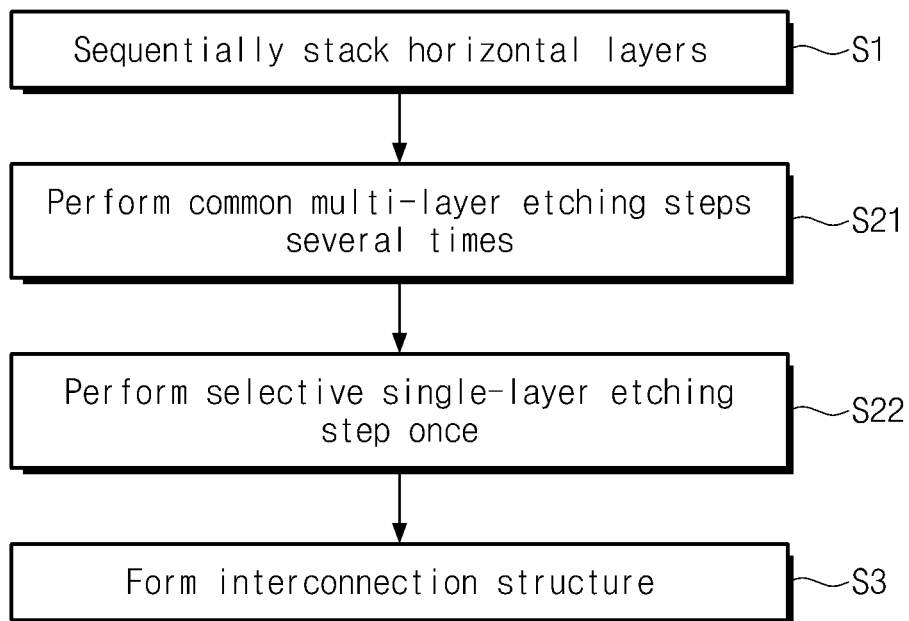 Sequentially stack horizontal layers
S1
Perform common multi-layer etching steps
several times
S21
Perform selective single-layer etching
step once
S22
Form interconnection structure
S3